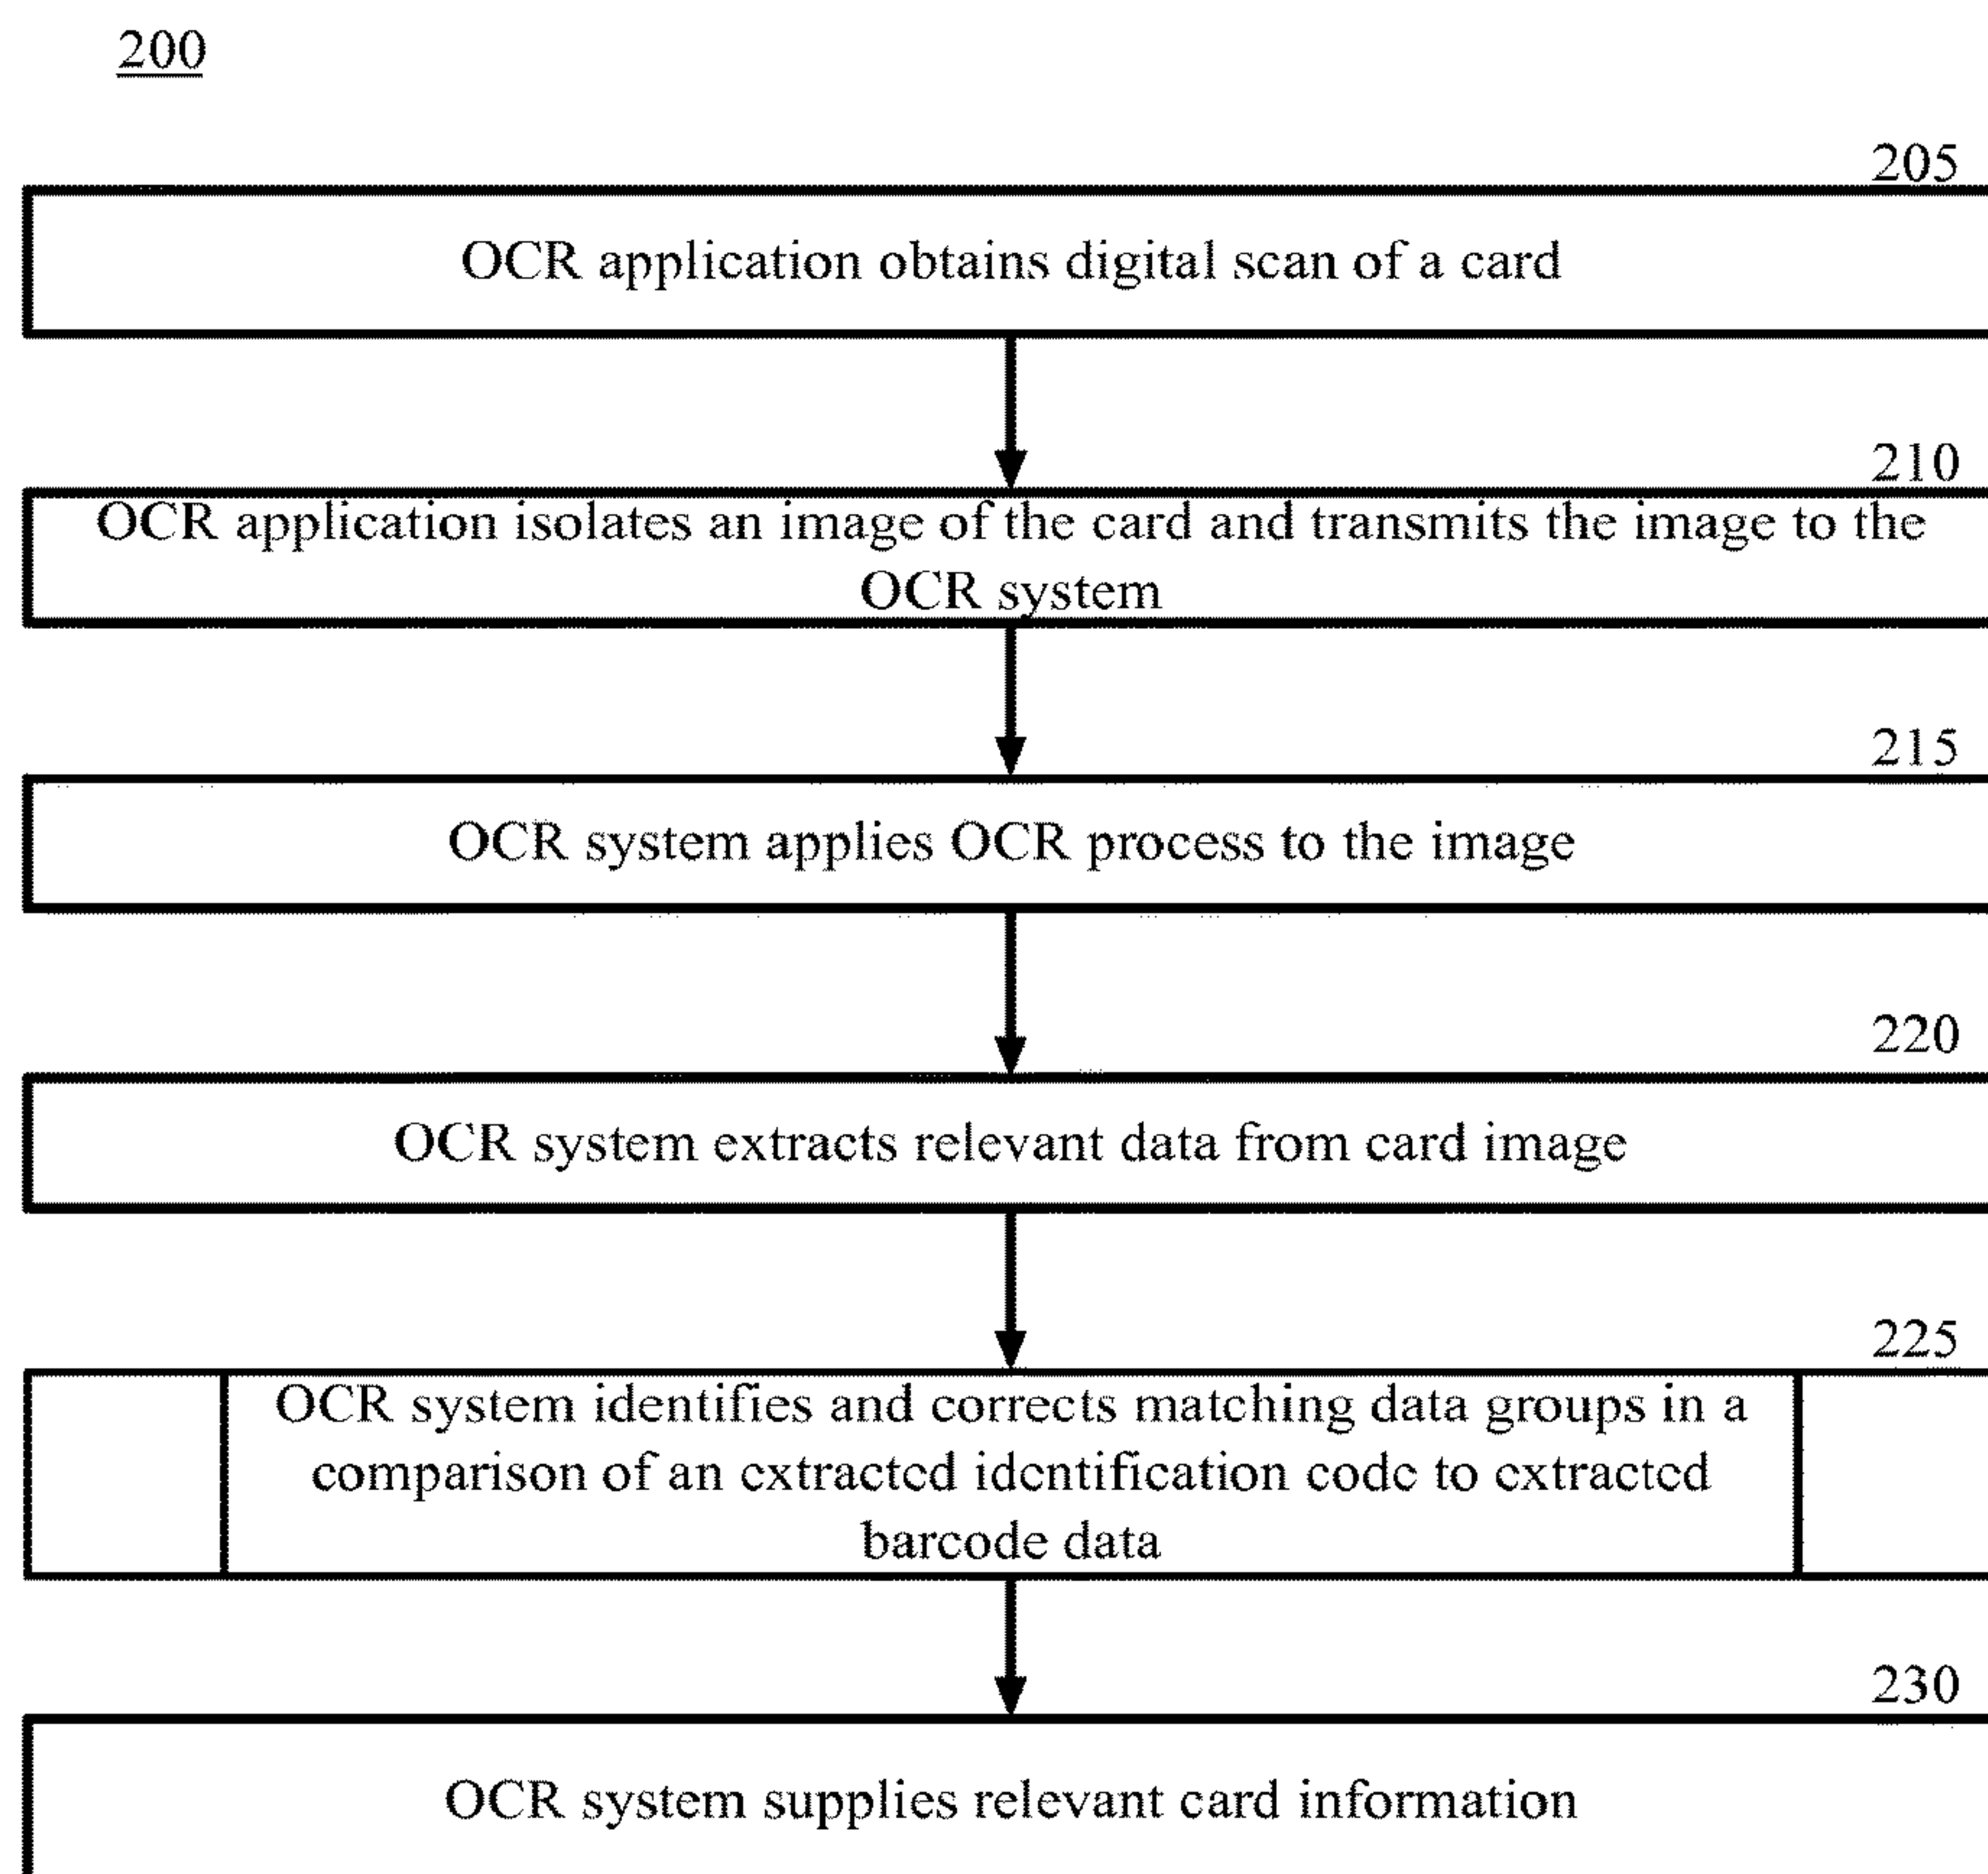 200
205
OCR application obtains digital scan of a card
210
OCR application isolates an image of the card and transmits the image to the
OCR system
215
OCR system applies OCR process to the image
220
OCR system extracts relevant data from card image
225
OCR system identifies and corrects matching data groups in a
comparison of an extracted identification code to extracted
barcode data
230
OCR system supplies relevant card information